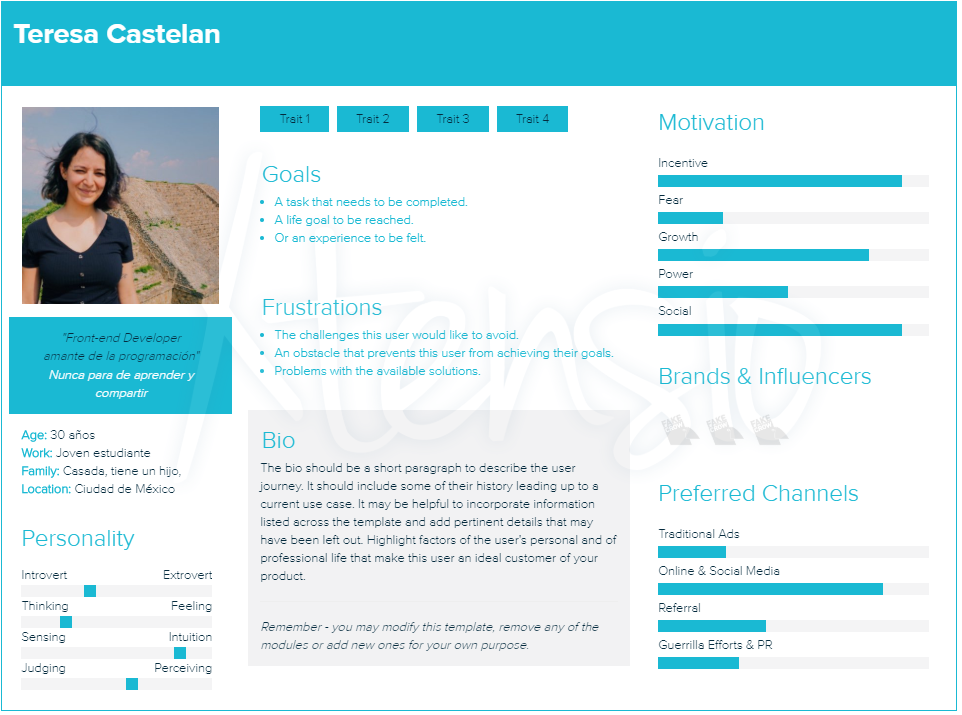 Teresa Castelan
"Front-end Developer
amante de la programación"
Nunca para de aprender y
compartir
Age: 30 años
Work: Joven estudiante
Family: Casada, tiene un hijo,
Location: Ciudad de México
Personality
Introvert Extrovert
Thinking Feeling
Sensing Intuition
Judging Perceiving
Trait 1 Trait 2 Trait 3 Trait 4
Goals
A task that needs to be completed.
A life goal to be reached.
Or an experience to be felt.
Frustrations
The challenges this user would like to avoid.
An obstacle that prevents this user from achieving their goals.
Problems with the available solutions.
Bio
The bio should be a short paragraph to describe the user
journey. It should include some of their history leading up to a
current use case. It may be helpful to incorporate information
listed across the template and add pertinent details that may
have been left out. Highlight factors of the user's personal and of
professional life that make this user an ideal customer of your
product.
Remember - you may modify this template, remove any of the
modules or add new ones for your own purpose.
Motivation
Incentive
Fear
Growth
Power
Social
Brands & Influencers
FAKE
FAKE
FAKE
Preferred Channels
Traditional Ads
Online & Social Media
Referral
Guerrilla Efforts & PR
Xtensio